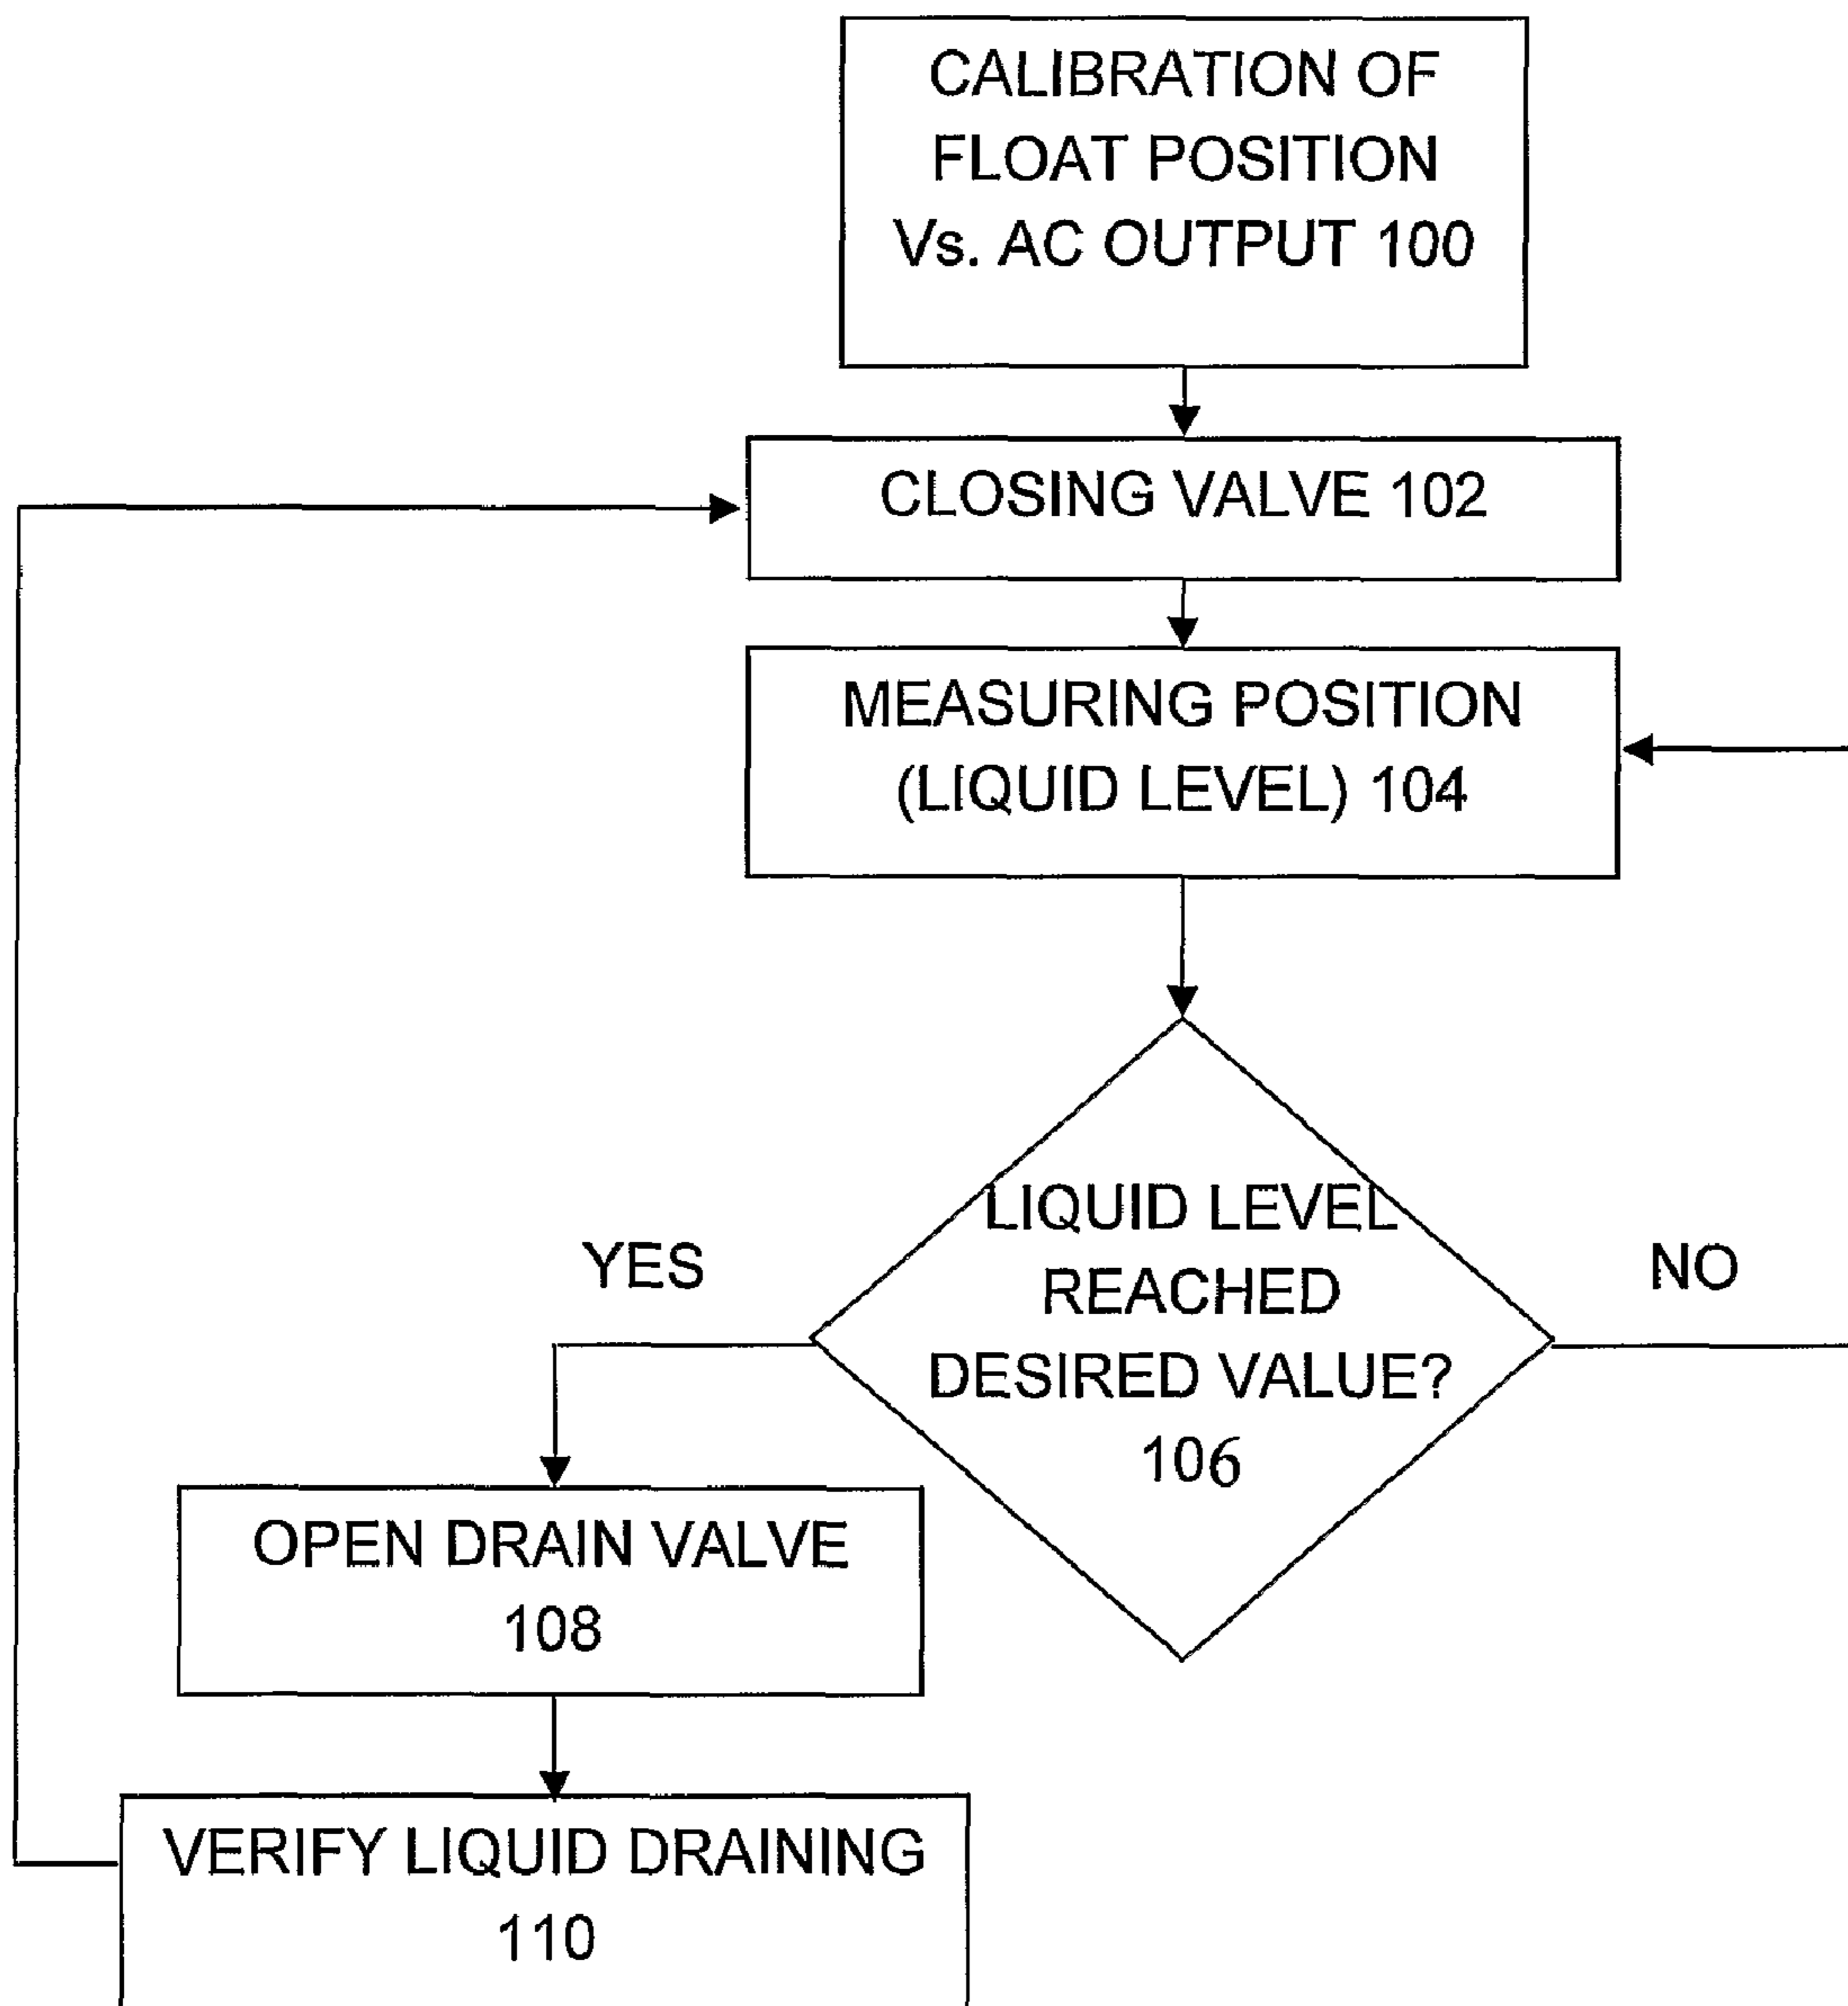 CALIBRATION OF
FLOAT POSITION
Vs. AC OUTPUT 100
CLOSING VALVE 102
MEASURING POSITION
(LIQUID LEVEL) 104
LIQUID LEVEL
REACHED
DESIRED VALUE?
106
YES
NO
OPEN DRAIN VALVE
108
VERIFY LIQUID DRAINING
110